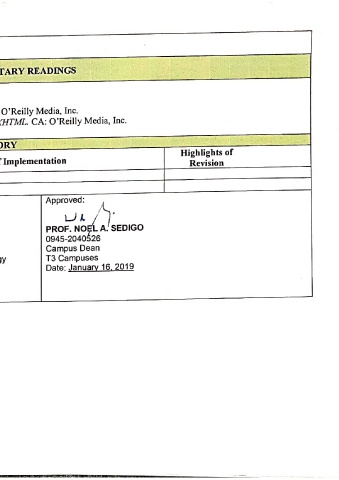 TARY READINGS
O'Reilly Media, Inc.
XHTML. CA: O'Reilly Media, Inc.
ORY
f Implementation
Highlights of
Revision
Approved:
PROF. NOEL A. SEDIGO
0945-2040526
Campus Dean
gy
T3 Campuses
Date: January 16, 2019